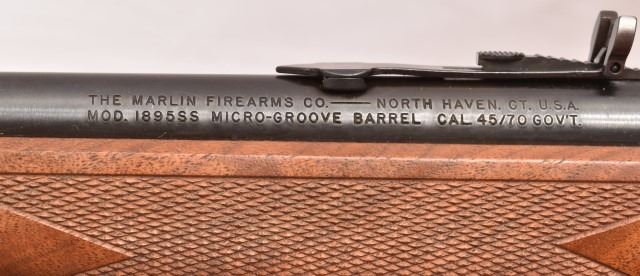 THE MARLIN FIREARMS CO.—NORTH HAVEN, CT. U.S.A.
MOD. 1895SS MICRO-GROOVE BARREL CAL. 45/70 GOV'T.